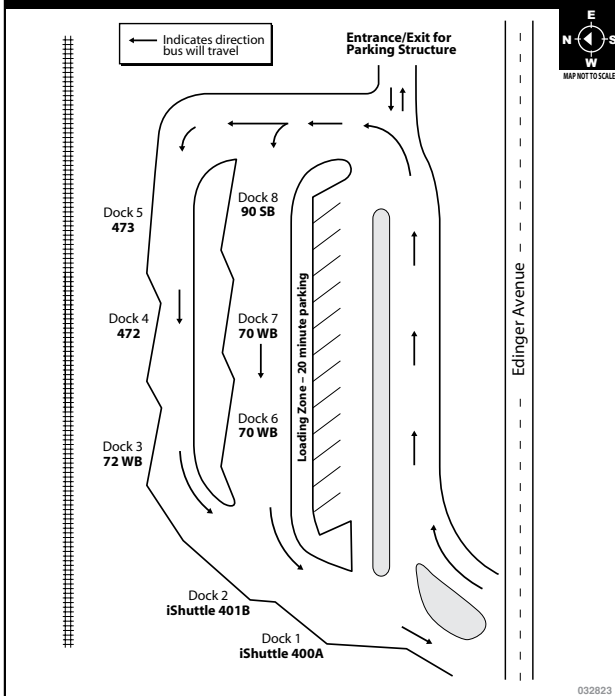 Indicates direction
bus will travel
Entrance/Exit for
Parking Structure
E
N
S
W
MAP NOT TO SCALE
Dock 5
473
Dock 8
90 SB
Dock 4
472
Dock 7
70 WB
Dock 6
70 WB
Dock 3
72 WB
Loading Zone – 20 minute parking
Edinger Avenue
Dock 2
iShuttle 401B
Dock 1
iShuttle 400A
032823